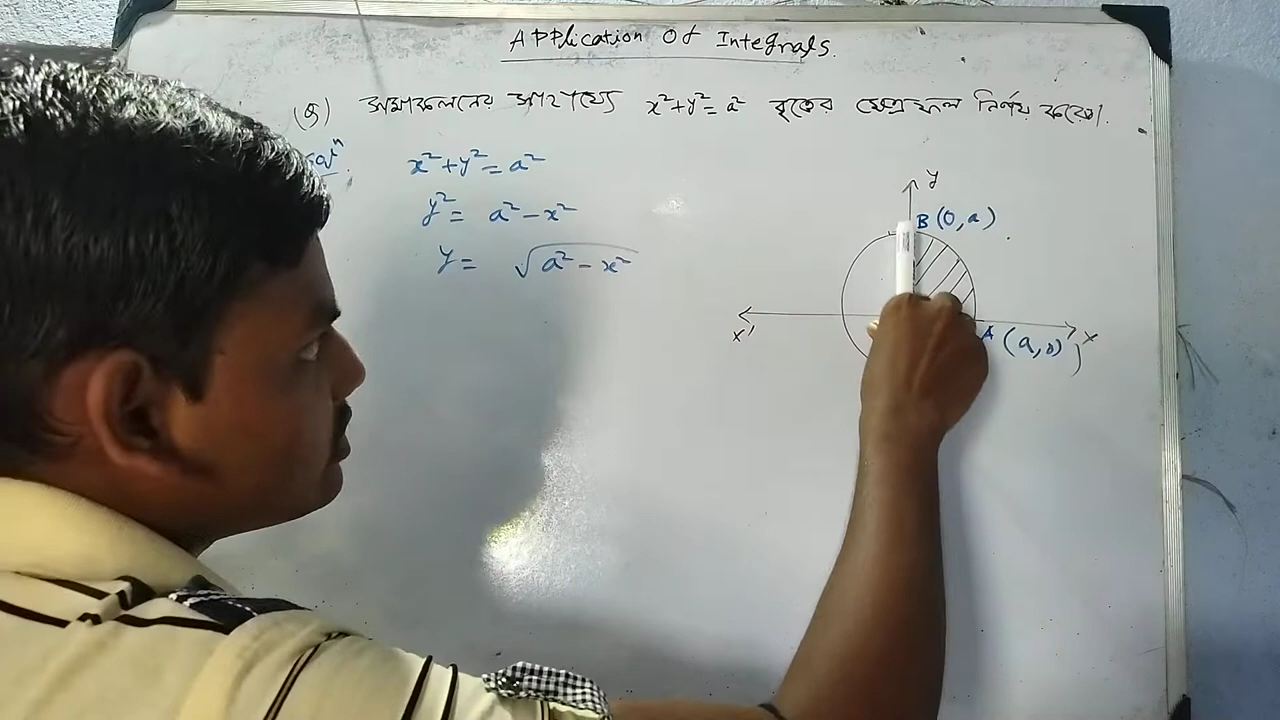 Application Of Integrals.
(Q) সমাকলনের সাহায্যে x²+y²=a² বৃত্তের ক্ষেত্রফল নির্ণয় করো।
x²+y²=a²
y²= a²-x²
y= √a²-x²
y
B(0,a)
x'
x
A(a,0)